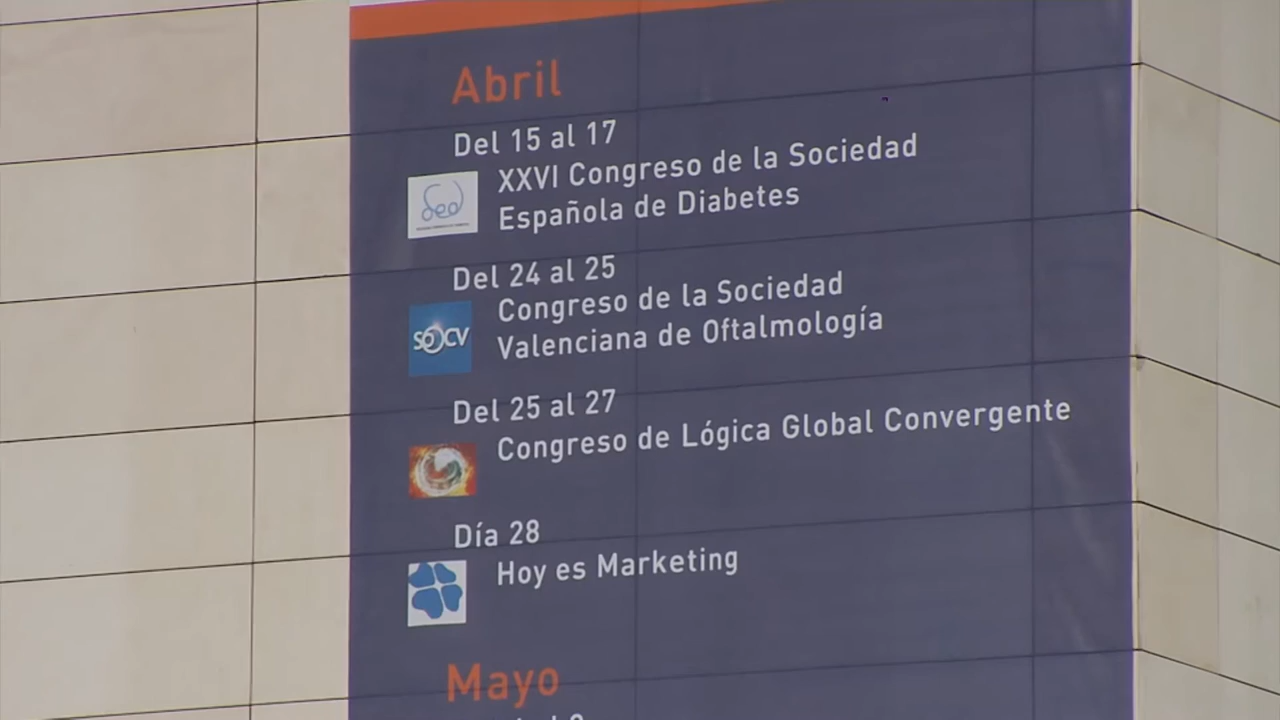 Abril
Del 15 al 17
XXVI Congreso de la Sociedad
Española de Diabetes
sed
Del 24 al 25
Congreso de la Sociedad
Valenciana de Oftalmología
SOCV
Del 25 al 27
Congreso de Lógica Global Convergente
Día 28
Hoy es Marketing
Mayo